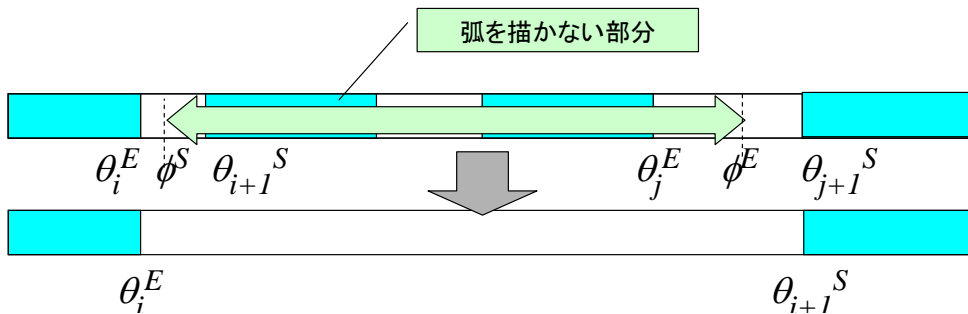 弧を描かない部分
θ_i^E ϕ^S θ_{i+1}^S θ_j^E ϕ^E θ_{j+1}^S
θ_i^E θ_{i+1}^S